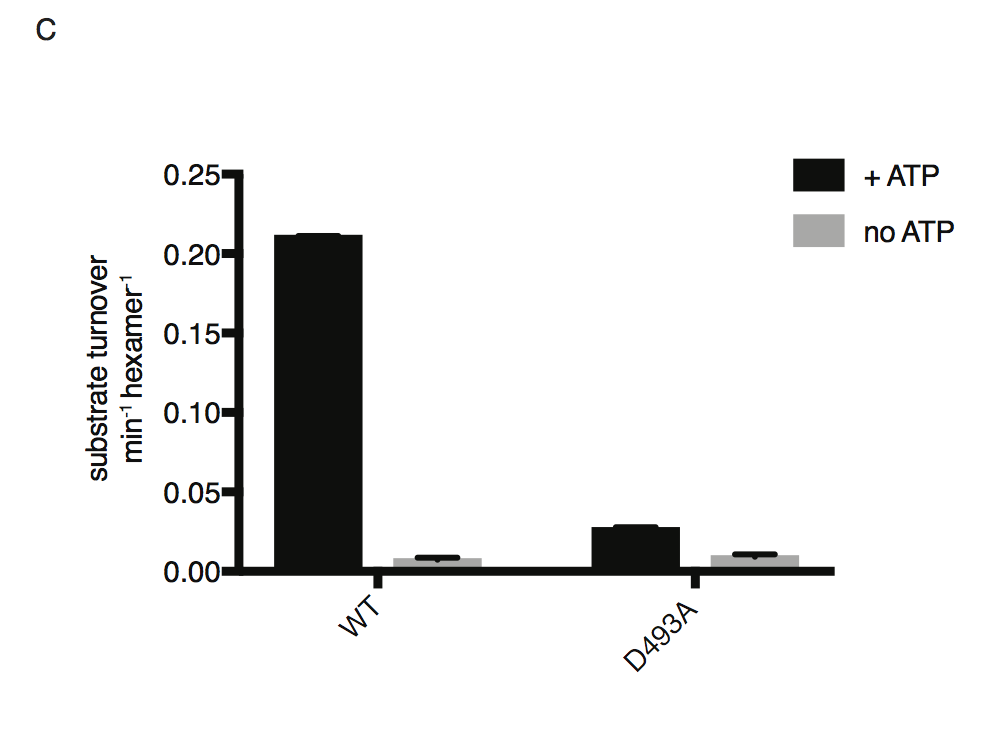 C
+ ATP
no ATP
substrate turnover
min⁻¹ hexamer⁻¹
0.25
0.20
0.15
0.10
0.05
0.00
WT
D493A